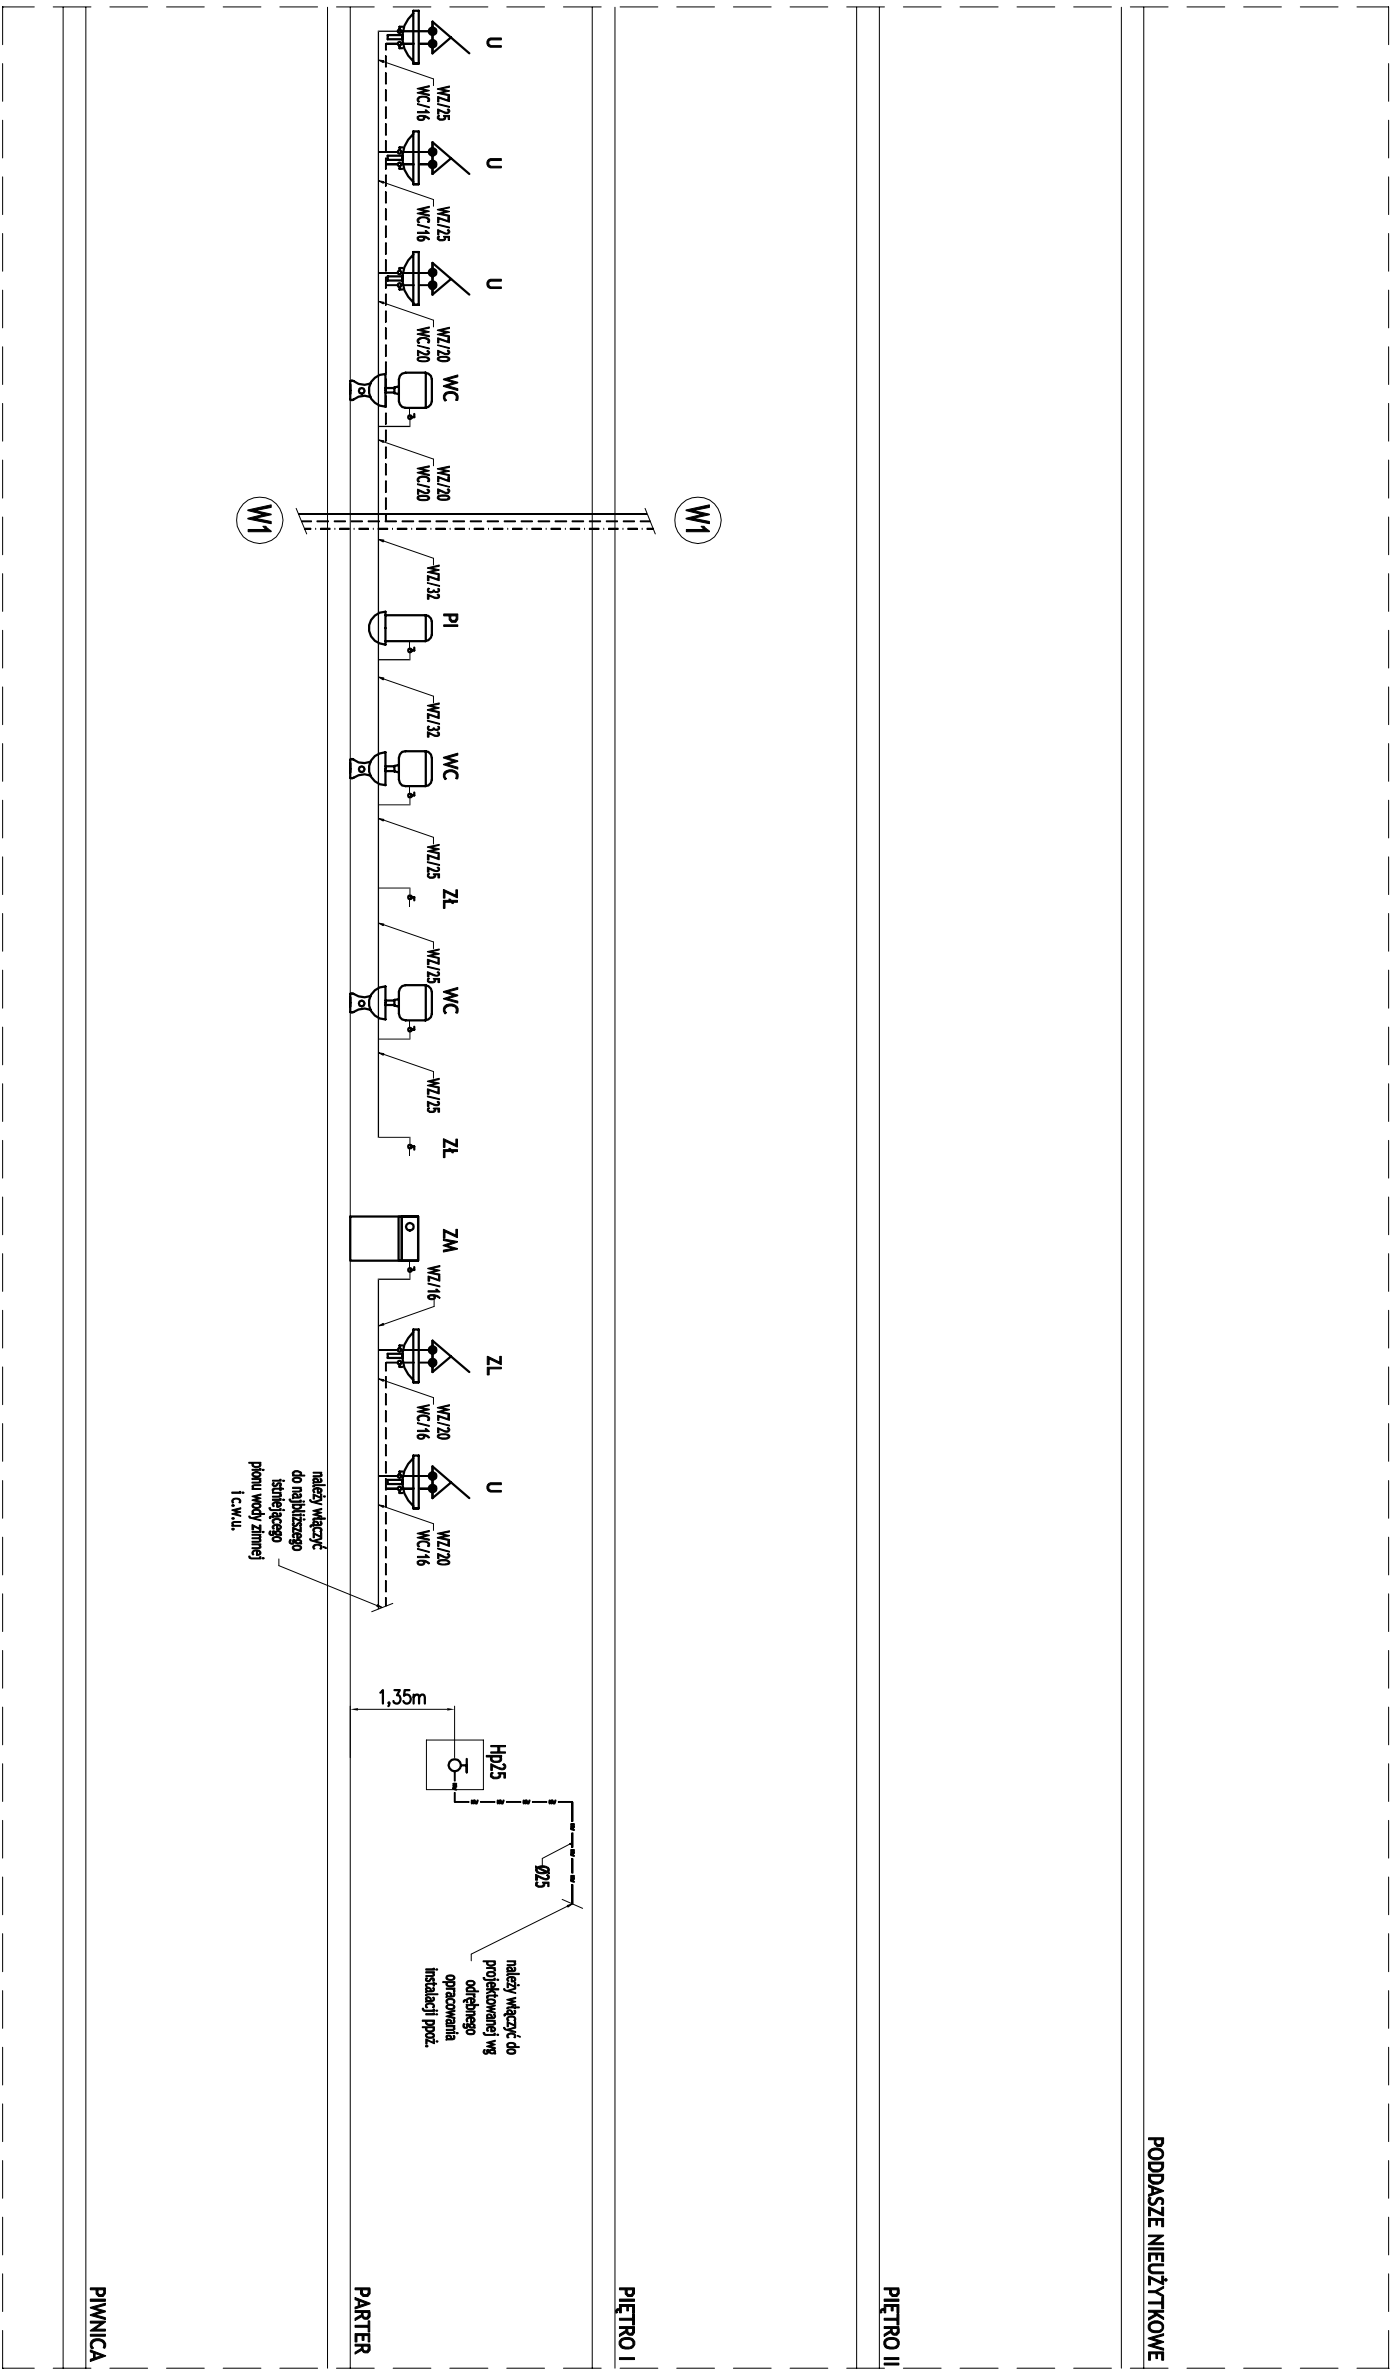 PODDASZE NIEUŻYTKOWE
PIĘTRO II
PIĘTRO I
W1
U
WZ/25
WC/16
U
WZ/25
WC/16
U
WZ/20
WC/20
WC
WZ/20
WC/20
WZ/32
PI
WZ/32
WC
WZ/25
ZŁ
WZ/25
WC
WZ/25
ZŁ
ZM
WZ/16
ZL
WZ/20
WC/16
U
WZ/20
WC/16
1,35m
Hp25
Ø25
należy włączyć do
projektowanej wg
odrębnego
opracowania
instalacji ppoż.
PARTER
W1
należy włączyć
do najbliższego
istniejącego
pionu wody zimnej
i c.w.u.
PIWNICA